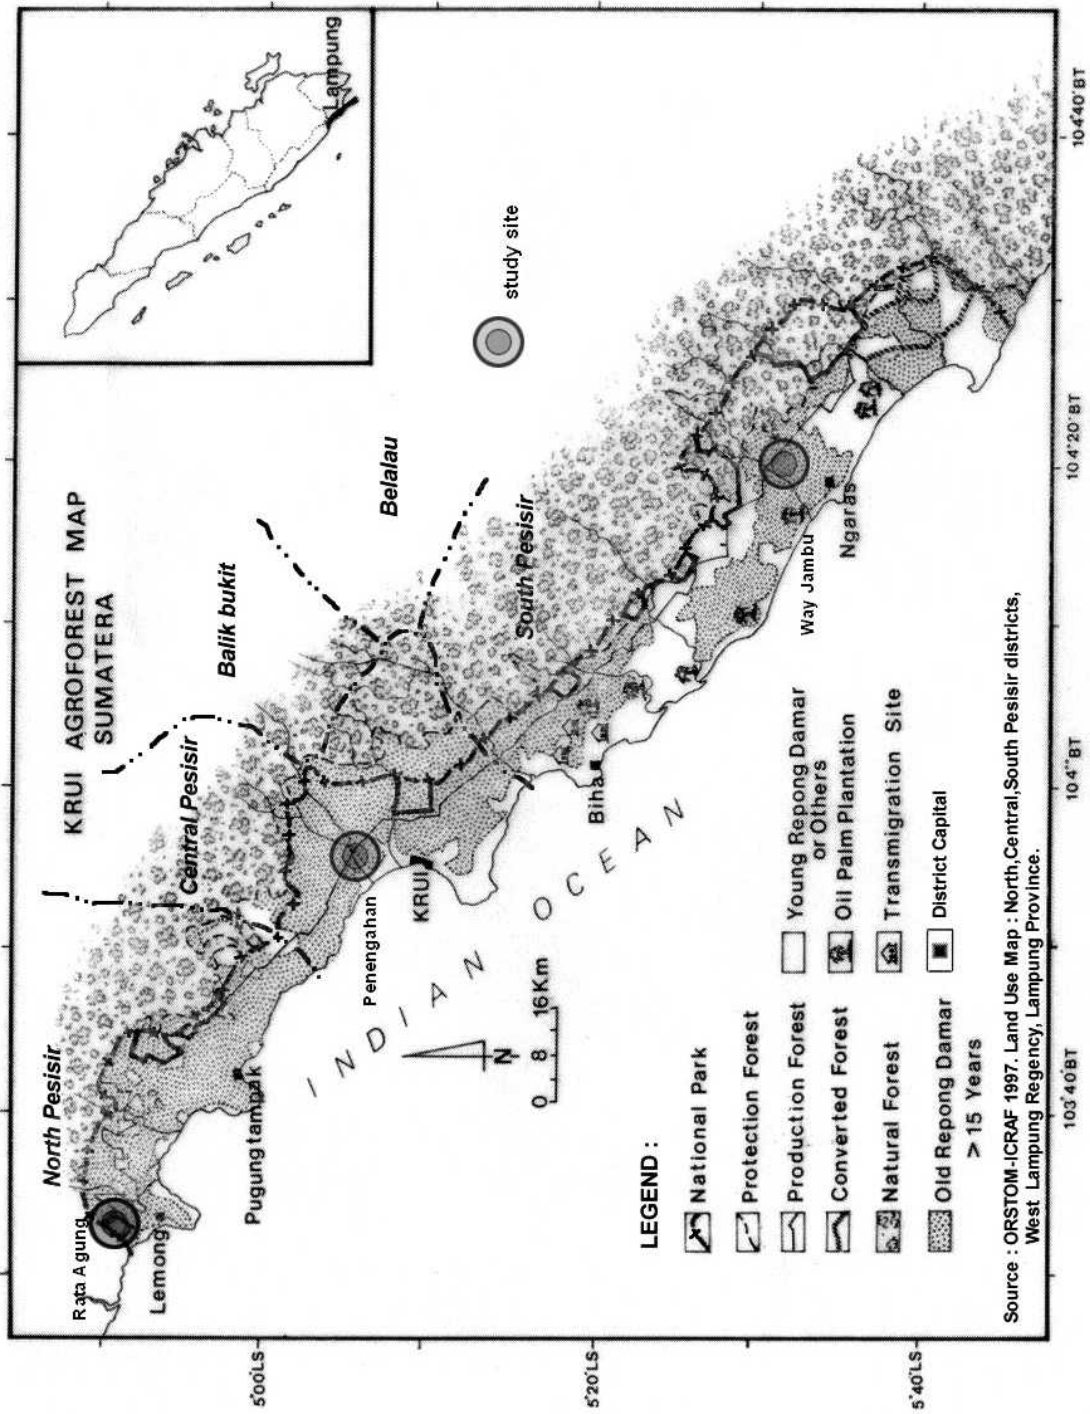 KRUI AGROFOREST MAP
SUMATERA
Lampung
study site
North Pesisir
Central Pesisir
Balik bukit
Belalau
South Pesisir
Rata Agung
Lemong
Pugungtampak
Penengahan
KRUI
Biha
Way Jambu
Ngaras
INDIAN OCEAN
N
0 8 16Km
LEGEND :
National Park
Protection Forest
Production Forest
Converted Forest
Natural Forest
Old Repong Damar
> 15 Years
Young Repong Damar
or Others
Oil Palm Plantation
Transmigration Site
District Capital
Source : ORSTOM-ICRAF 1997. Land Use Map : North,Central,South Pesisir districts,
West Lampung Regency, Lampung Province.
5°00'LS
5°20'LS
5°40'LS
103°40'BT
104°'BT
104°20'BT
104°40'BT